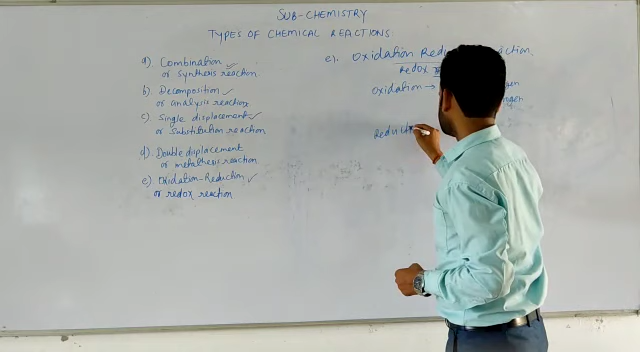 SUB-CHEMISTRY
TYPES OF CHEMICAL REACTIONS:
a). Combination
or synthesis reaction
b). Decomposition
or analysis reaction
c). Single displacement
or Substitution reaction
d). Double displacement
or metathesis reaction
e). Oxidation-Reduction
or redox reaction
e). Oxidation Redu
Redox
Oxidation →
Reducti